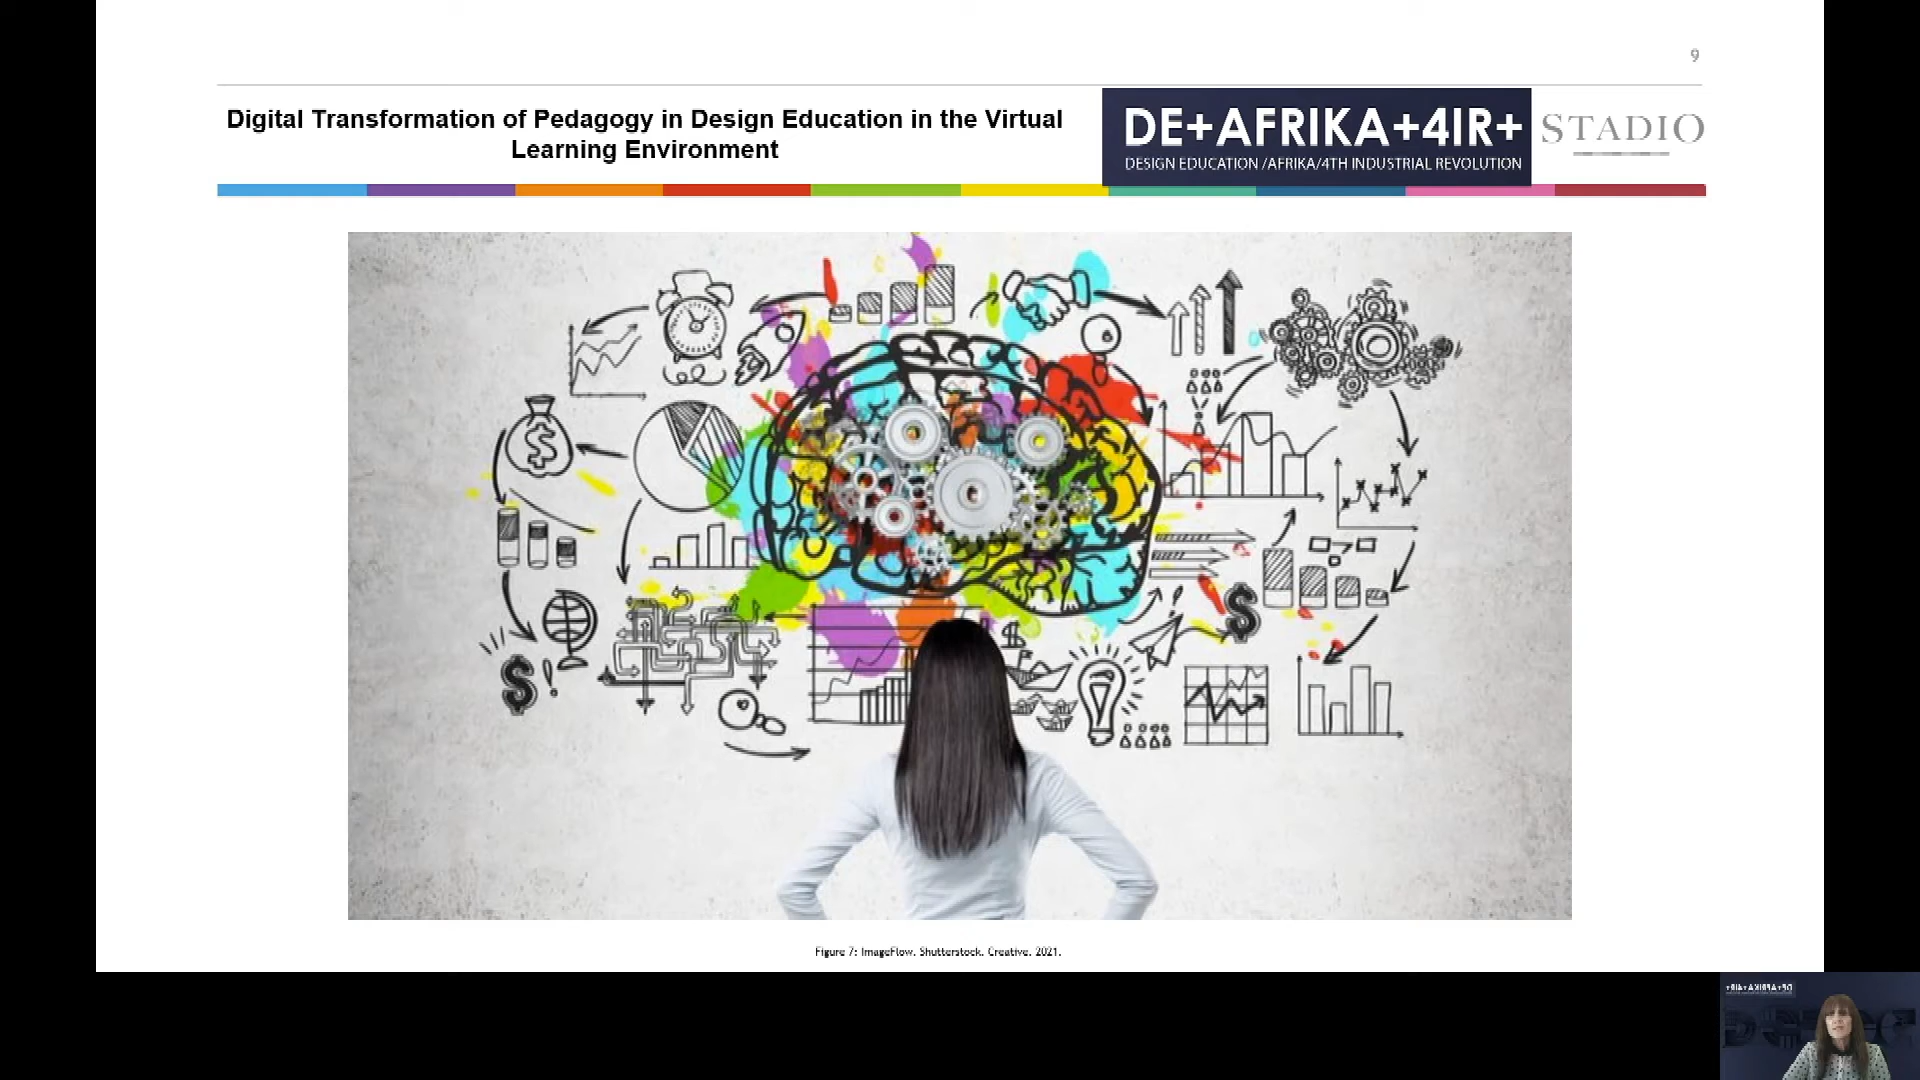 9
Digital Transformation of Pedagogy in Design Education in the Virtual
Learning Environment
DE+AFRIKA+4IR+
DESIGN EDUCATION /AFRIKA/4TH INDUSTRIAL REVOLUTION
STADIO
$
$
$
$
Figure 7: ImageFlow. Shutterstock. Creative. 2021.